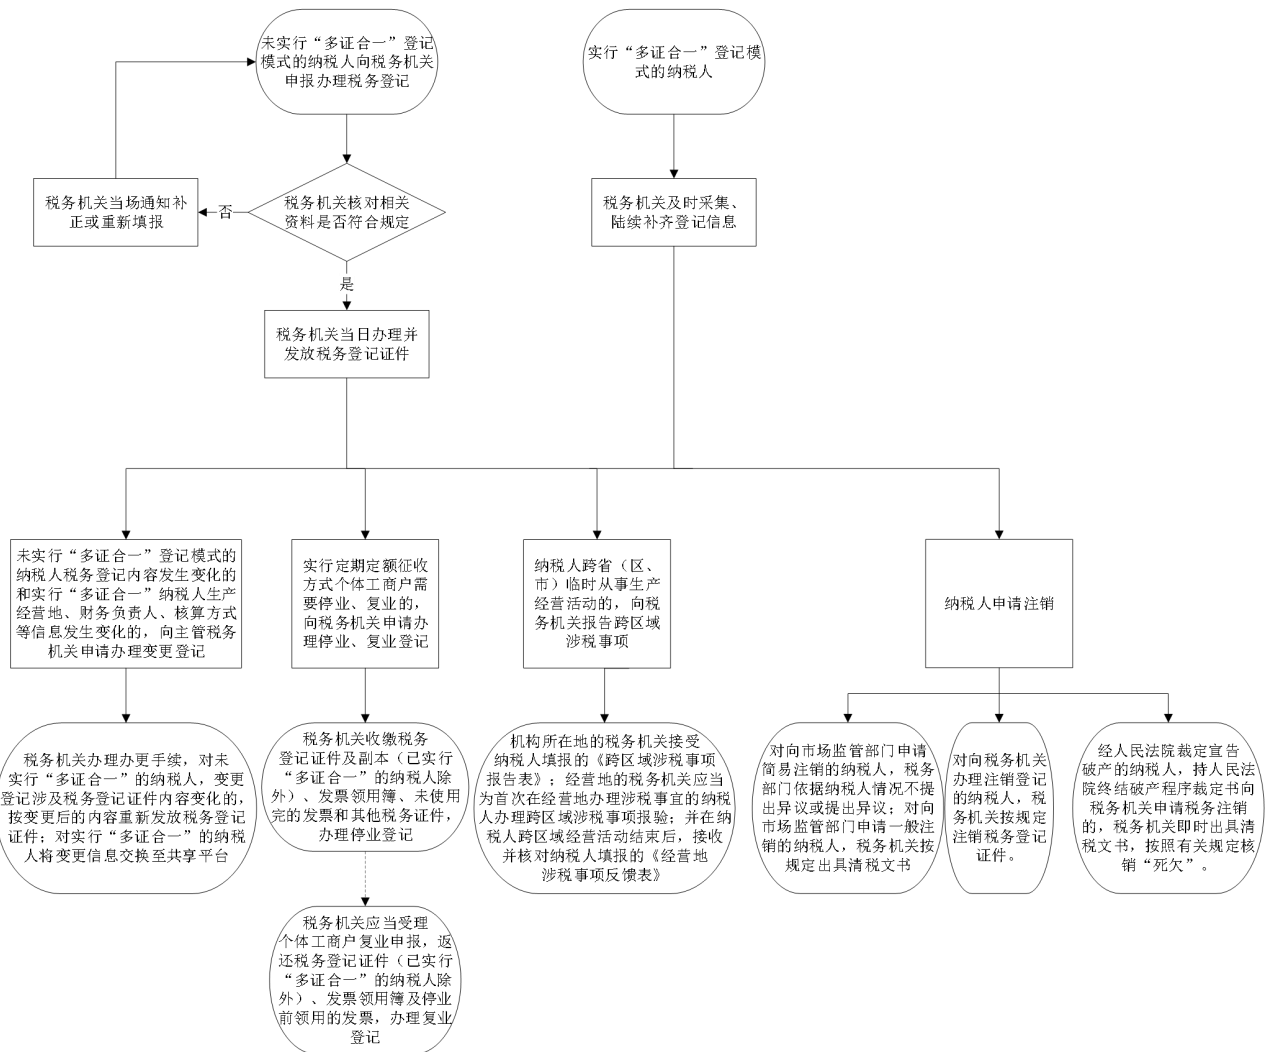 未实行“多证合一”登记
模式的纳税人向税务机关
申报办理税务登记
实行“多证合一”登记模
式的纳税人
税务机关当场通知补
正或重新填报
否
税务机关核对相关
资料是否符合规定
税务机关及时采集、
陆续补齐登记信息
是
税务机关当日办理并
发放税务登记证件
未实行“多证合一”登记模式的
纳税人税务登记内容发生变化的
和实行“多证合一”纳税人生产
经营地、财务负责人、核算方式
等信息发生变化的，向主管税务
机关申请办理变更登记
实行定期定额征收
方式个体工商户需
要停业、复业的，
向税务机关申请办
理停业、复业登记
纳税人跨省（区、
市）临时从事生产
经营活动的，向税
务机关报告跨区域
涉税事项
纳税人申请注销
税务机关办理办更手续，对未
实行“多证合一”的纳税人，变更
登记涉及税务登记证件内容变化的，
按变更后的内容重新发放税务登记
证件；对实行“多证合一”的纳税
人将变更信息交换至共享平台
税务机关收缴税务
登记证件及副本（已实行
“多证合一”的纳税人除
外）、发票领用簿、未使用
完的发票和其他税务证件，
办理停业登记
机构所在地的税务机关接受
纳税人填报的《跨区域涉税事项
报告表》；经营地的税务机关应当
为首次在经营地办理涉税事宜的纳税
人办理跨区域涉税事项报验；并在纳
税人跨区域经营活动结束后，接收
并核对纳税人填报的《经营地
涉税事项反馈表》
对向市场监管部门申请
简易注销的纳税人，税务
部门依据纳税人情况不提
出异议或提出异议；对向
市场监管部门申请一般注
销的纳税人，税务机关按
规定出具清税文书
对向税务机关
办理注销登记
的纳税人，税
务机关按规定
注销税务登记
证件。
经人民法院裁定宣告
破产的纳税人，持人民法
院终结破产程序裁定书向
税务机关申请税务注销
的，税务机关即时出具清
税文书，按照有关规定核
销“死欠”。
税务机关应当受理
个体工商户复业申报，返
还税务登记证件（已实行
“多证合一”的纳税人除
外）、发票领用簿及停业
前领用的发票，办理复业
登记